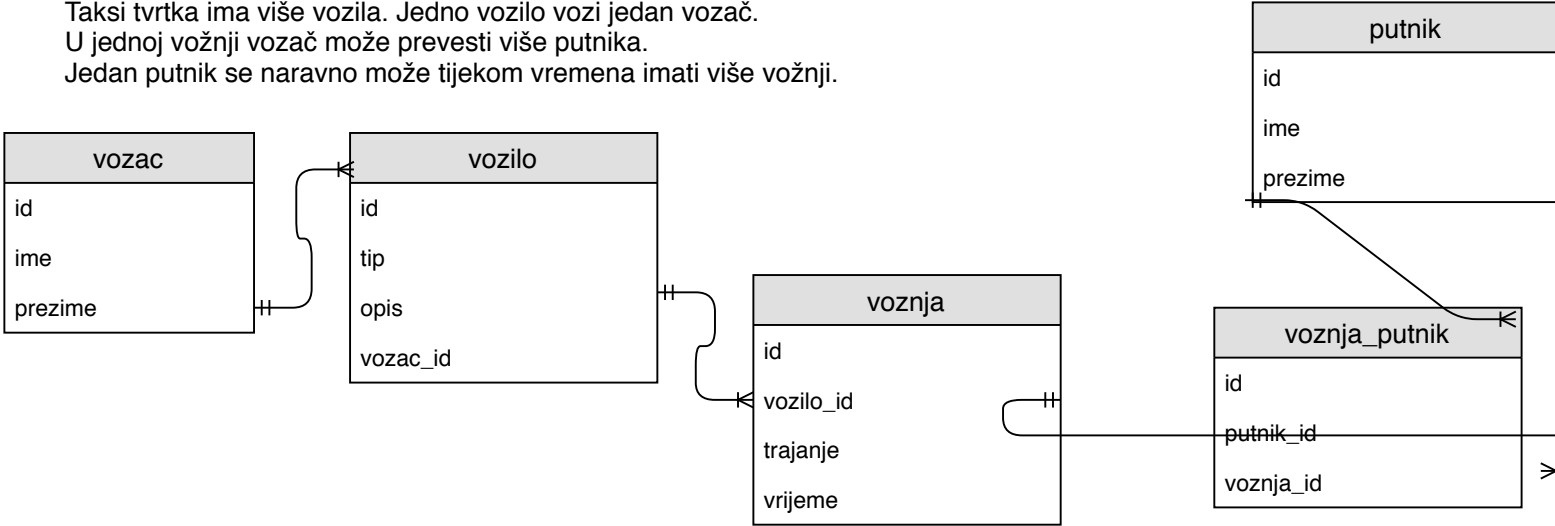 Taksi tvrtka ima više vozila. Jedno vozilo vozi jedan vozač.
U jednoj vožnji vozač može prevesti više putnika.
Jedan putnik se naravno može tijekom vremena imati više vožnji.
vozac
id
ime
prezime
vozilo
id
tip
opis
vozac_id
voznja
id
vozilo_id
trajanje
vrijeme
putnik
id
ime
prezime
voznja_putnik
id
putnik_id
voznja_id